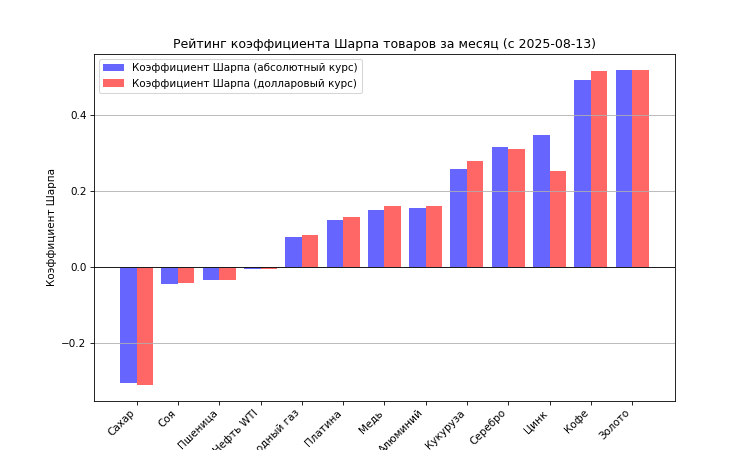 Рейтинг коэффициента Шарпа товаров за месяц (с 2025-08-13)
Коэффициент Шарпа (абсолютный курс)
Коэффициент Шарпа (долларовый курс)
Коэффициент Шарпа
0.4
0.2
0.0
−0.2
Сахар
Соя
Пшеница
Нефть WTI
газ
Платина
Медь
Алюминий
Кукуруза
Серебро
Цинк
Кофе
Золото